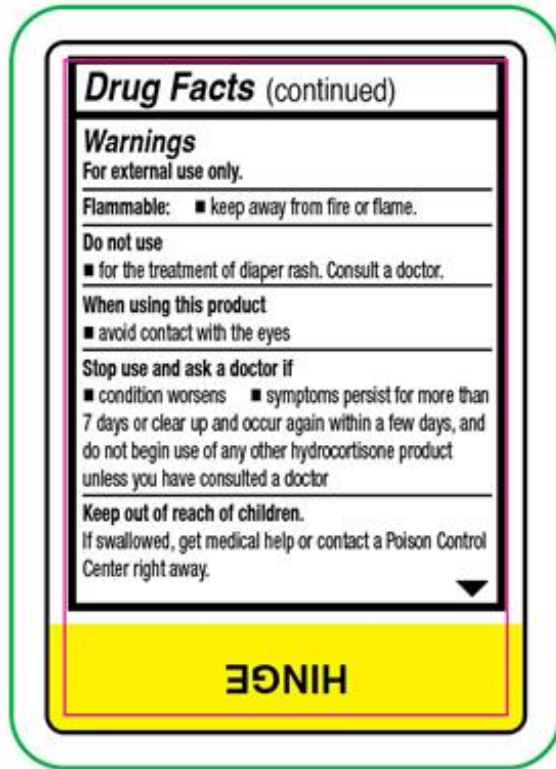 Drug Facts (continued)
Warnings
For external use only.
Flammable: ■ keep away from fire or flame.
Do not use
■ for the treatment of diaper rash. Consult a doctor.
When using this product
■ avoid contact with the eyes
Stop use and ask a doctor if
■ condition worsens ■ symptoms persist for more than
7 days or clear up and occur again within a few days, and
do not begin use of any other hydrocortisone product
unless you have consulted a doctor
Keep out of reach of children.
If swallowed, get medical help or contact a Poison Control
Center right away.
HINGE